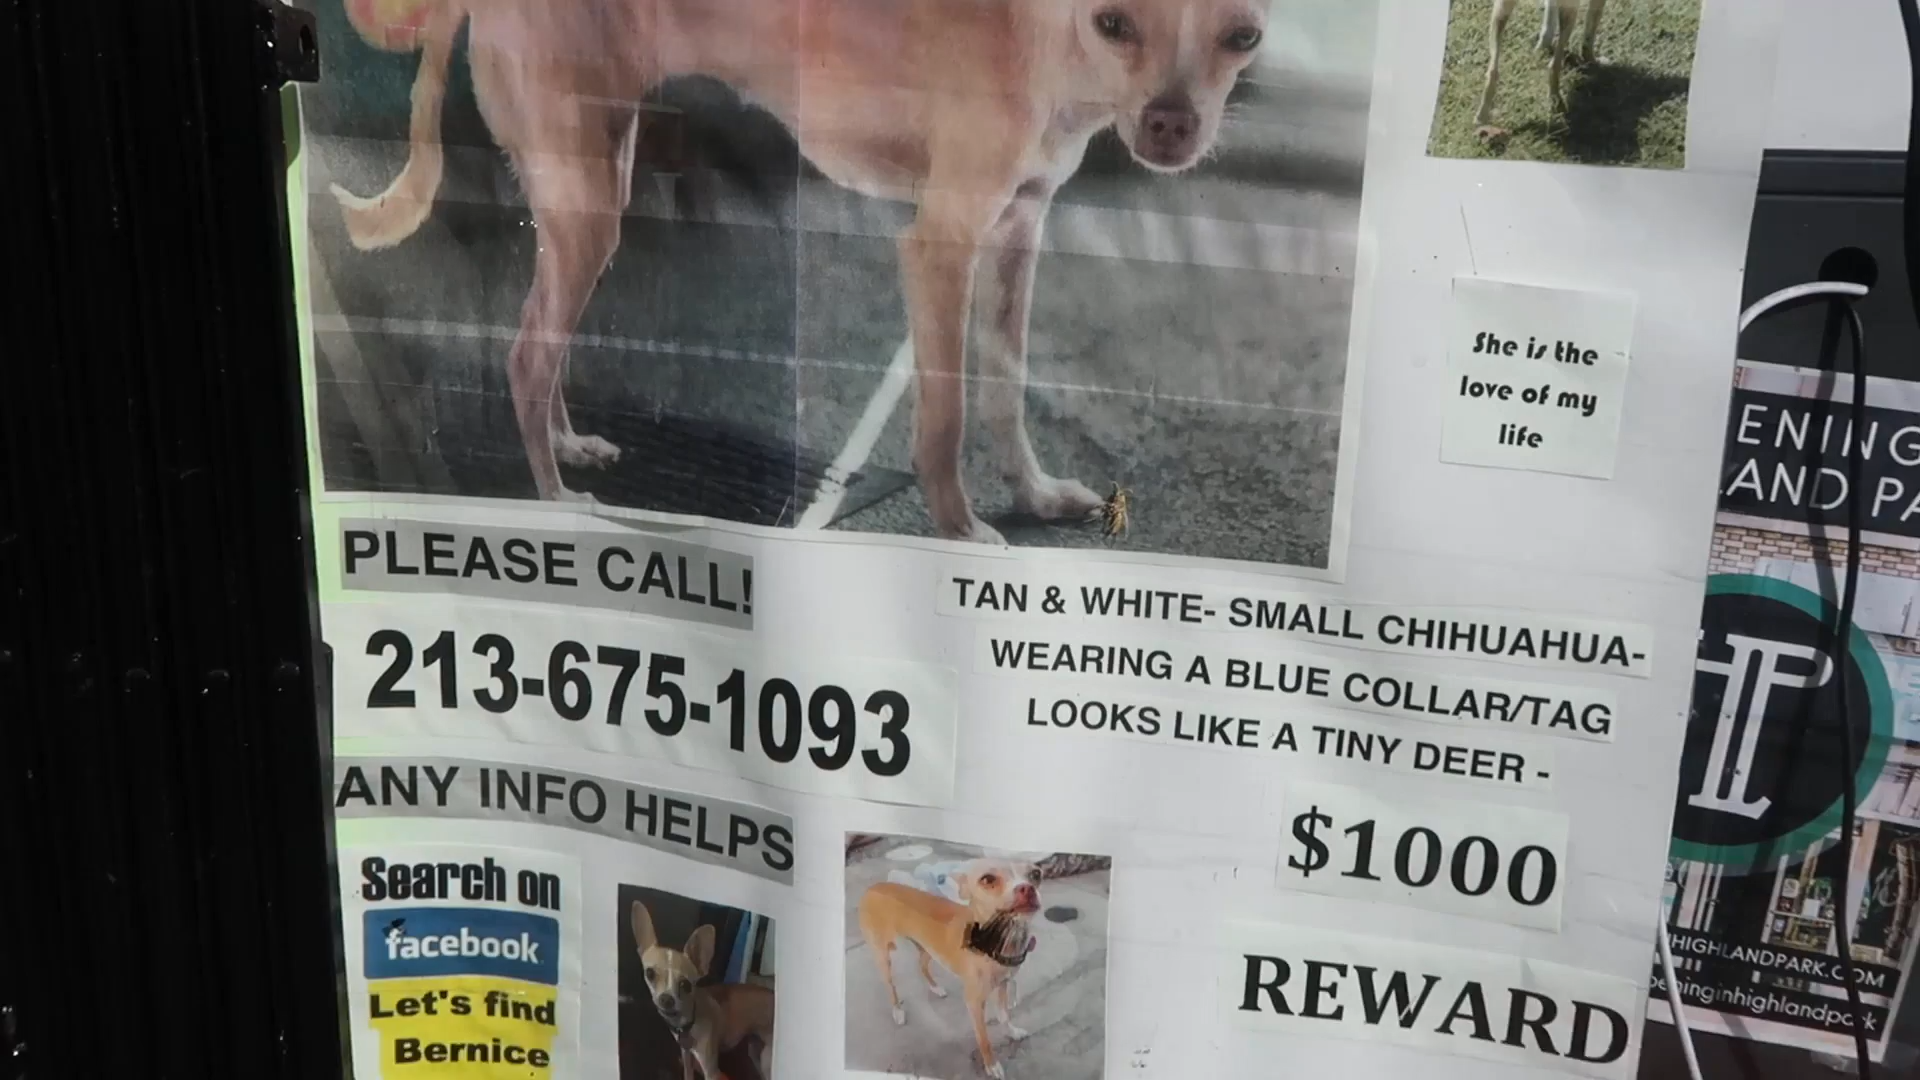 She is the
love of my
life
PLEASE CALL!
213-675-1093
ANY INFO HELPS
TAN & WHITE- SMALL CHIHUAHUA-
WEARING A BLUE COLLAR/TAG
LOOKS LIKE A TINY DEER -
$1000
REWARD
Search on
facebook
Let's find
Bernice
ENING
AND PA
HP
HIGHLANDPARK.COM
peninginhighlandpark